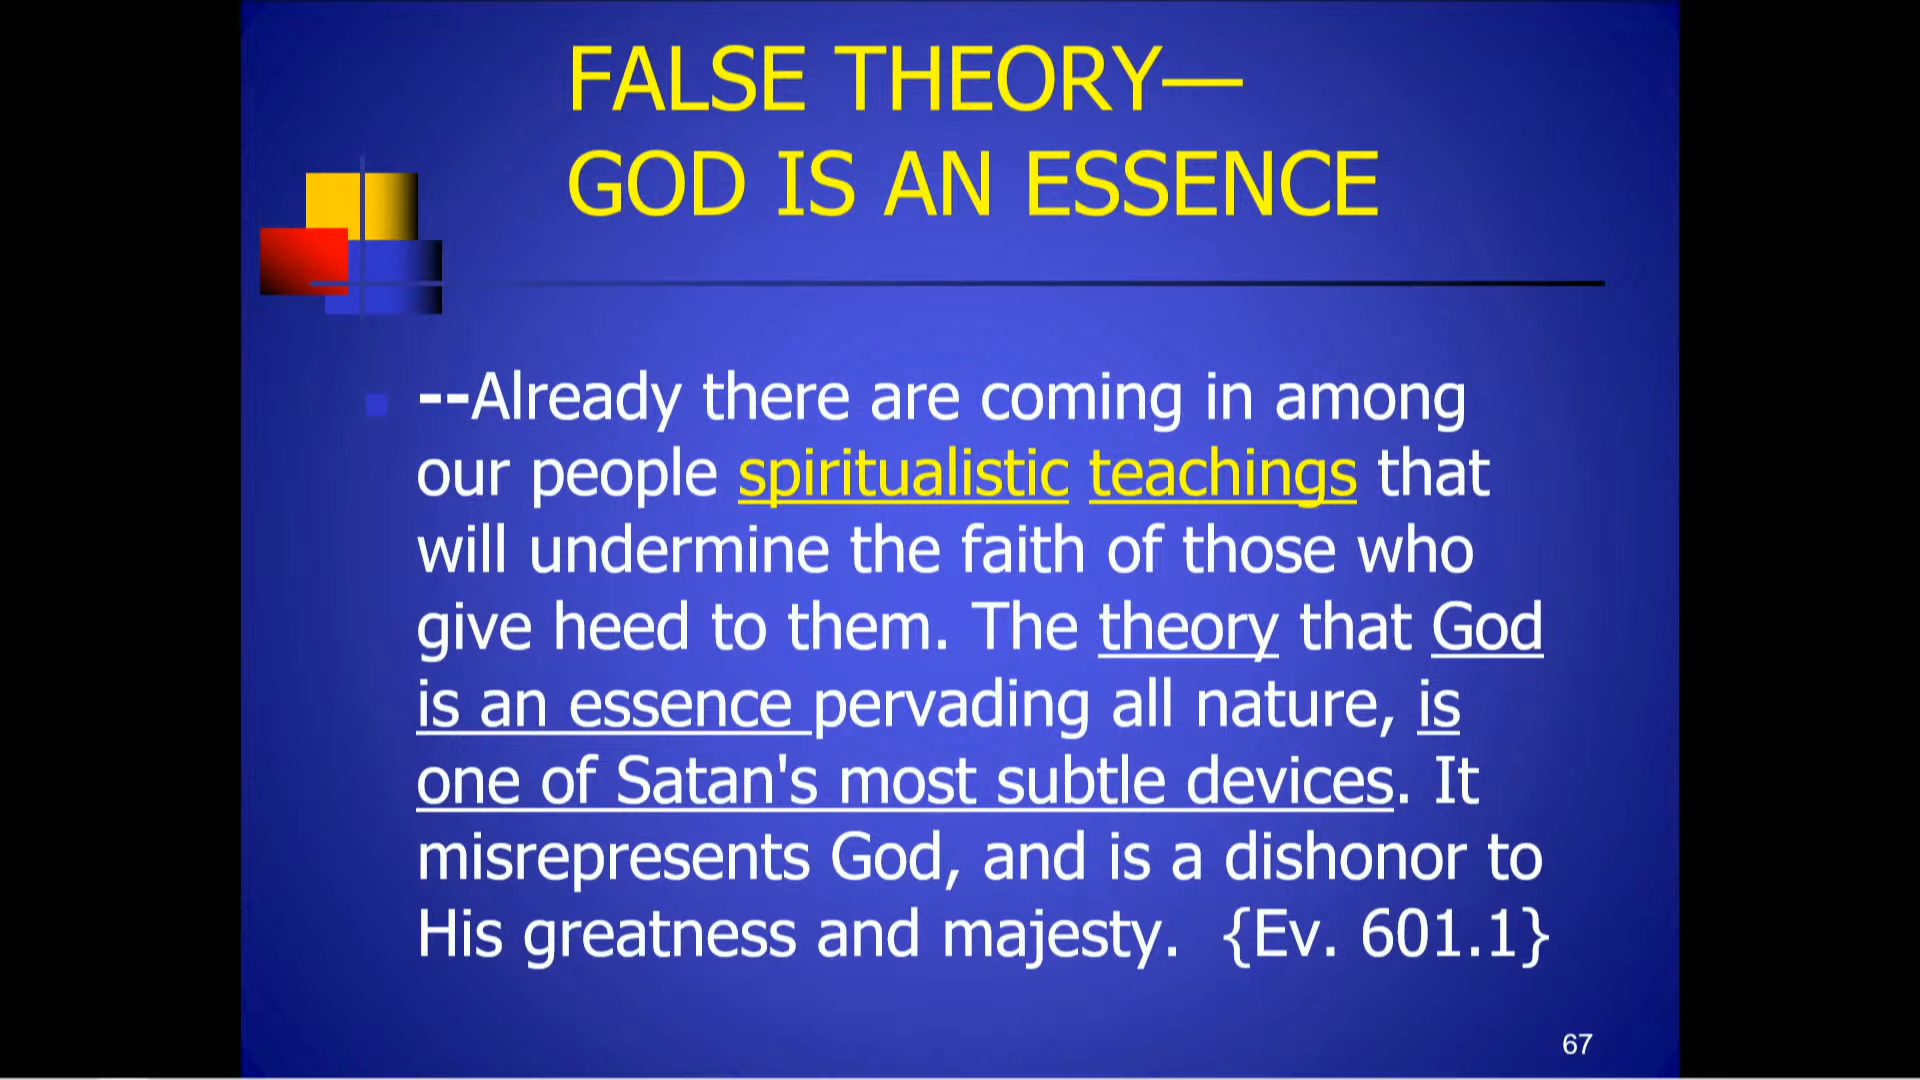 FALSE THEORY—
GOD IS AN ESSENCE
--Already there are coming in among
our people spiritualistic teachings that
will undermine the faith of those who
give heed to them. The theory that God
is an essence pervading all nature, is
one of Satan's most subtle devices. It
misrepresents God, and is a dishonor to
His greatness and majesty.  {Ev. 601.1}
67